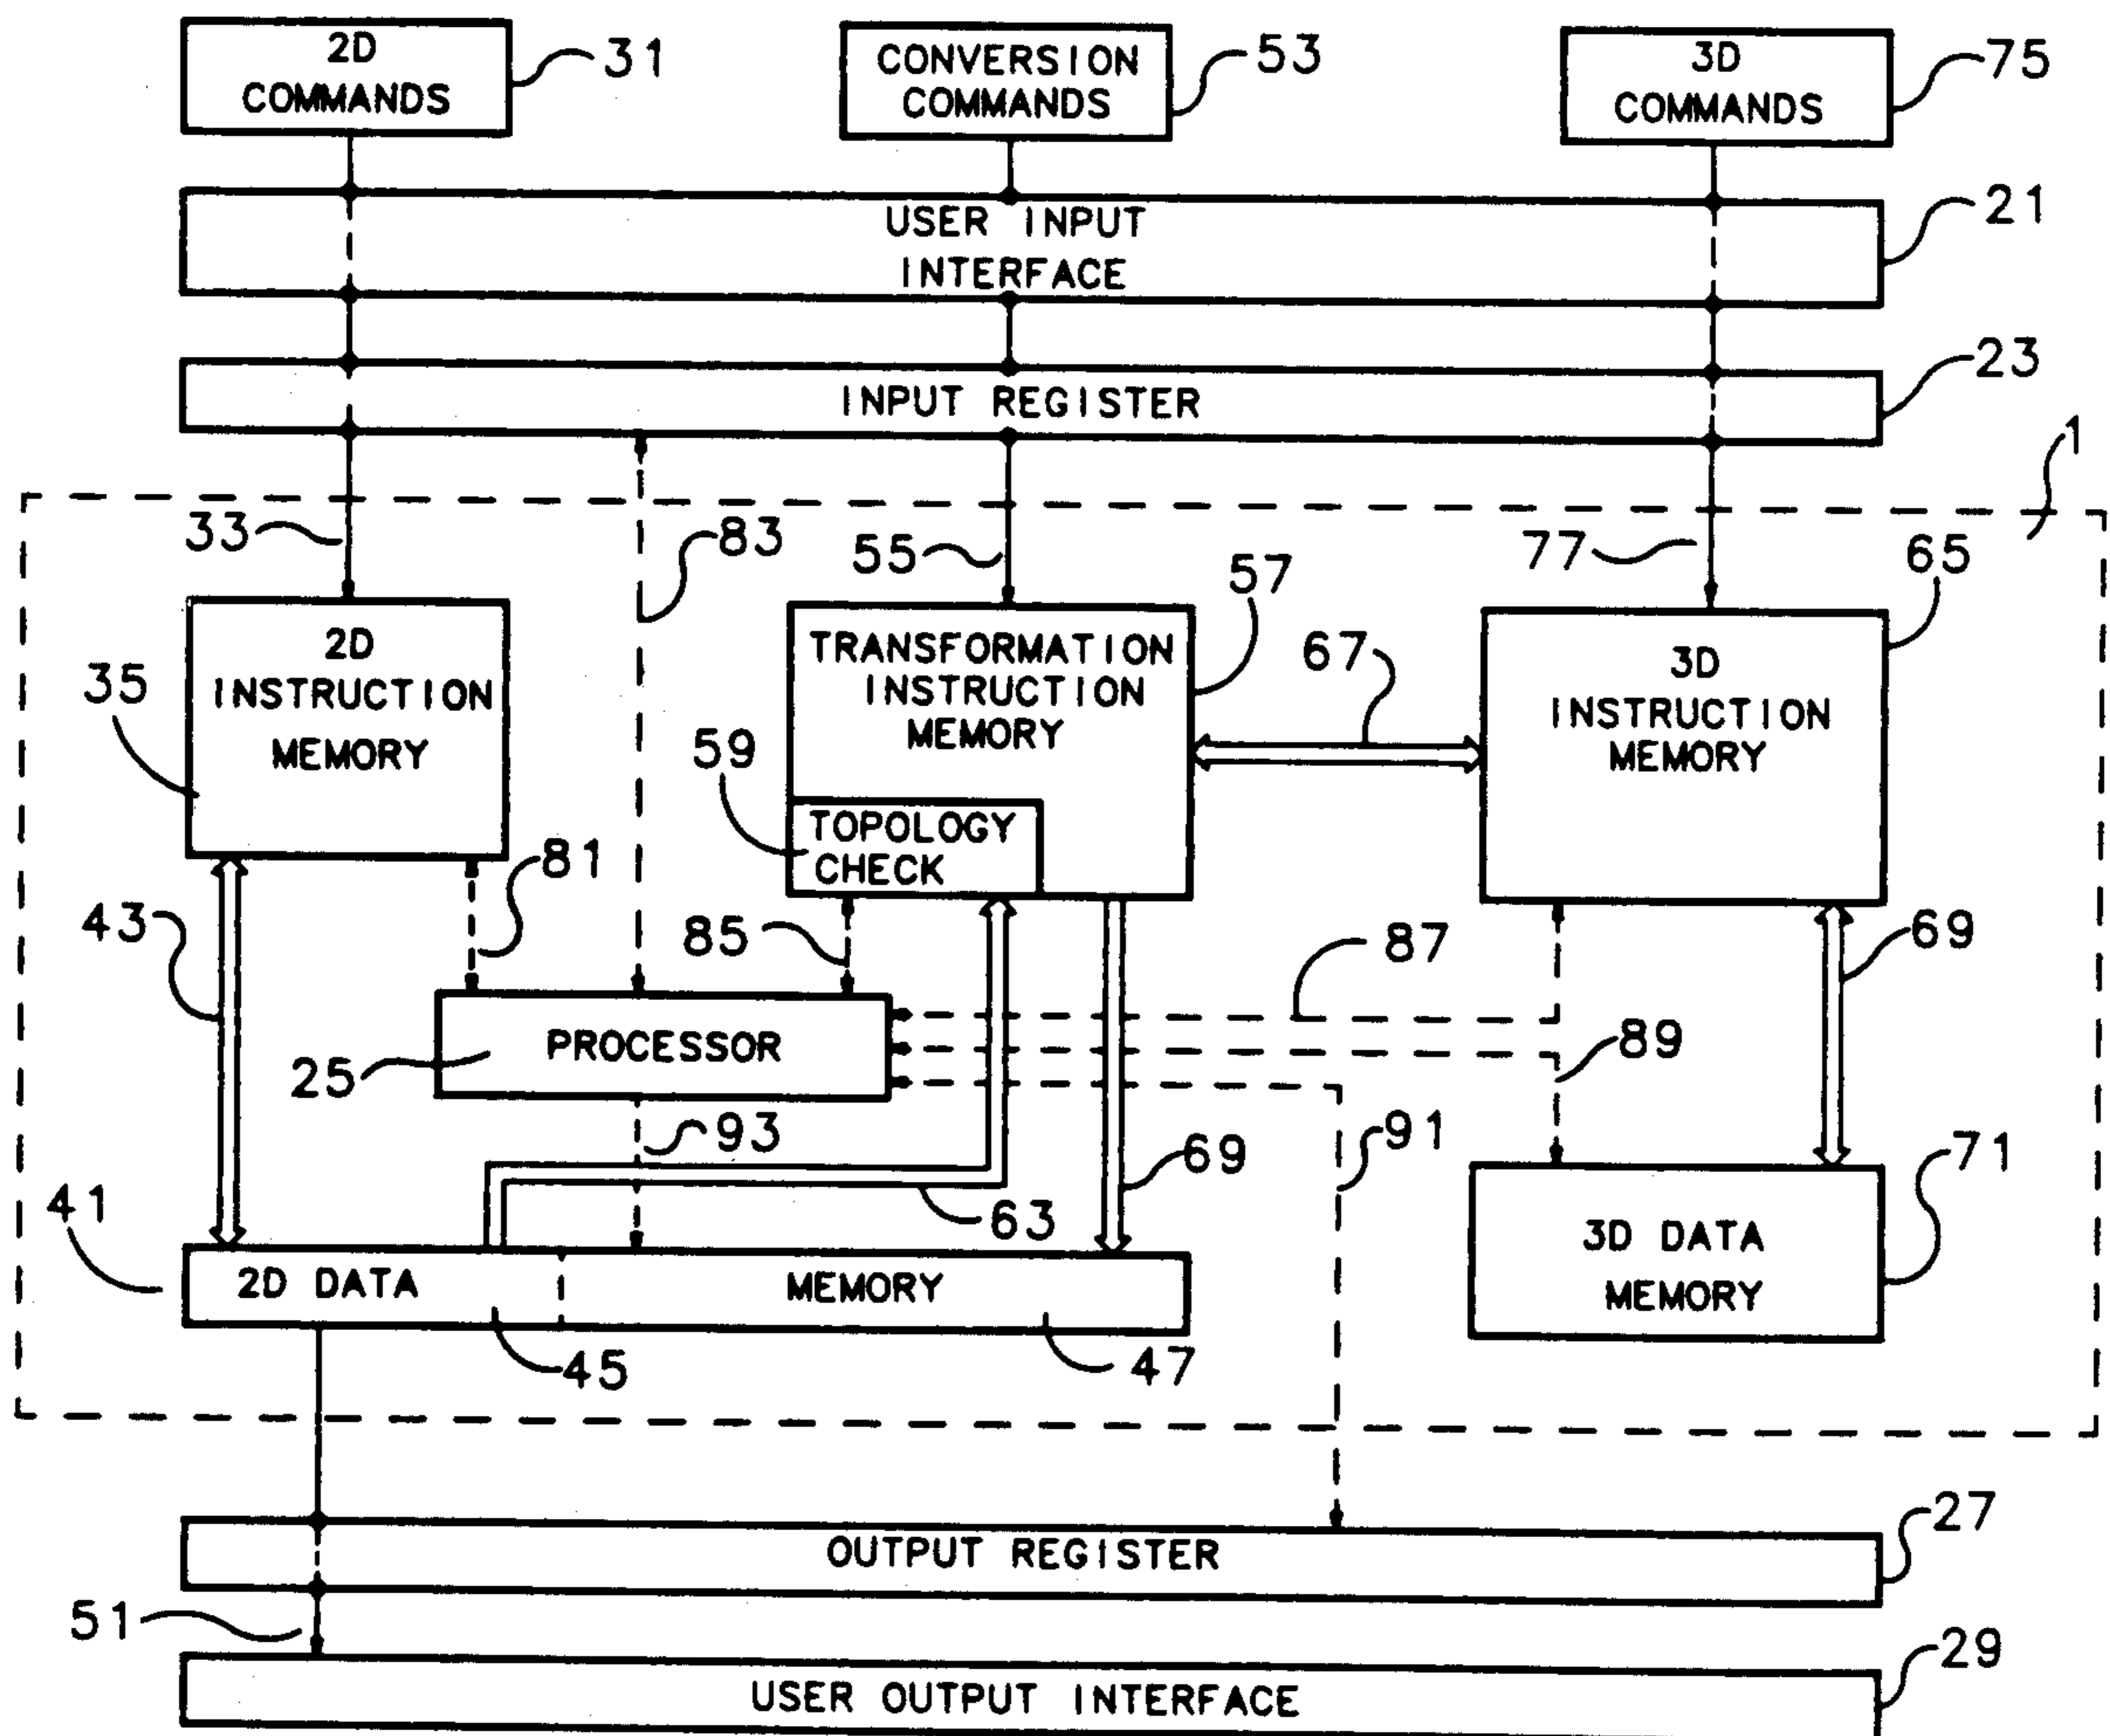 2D
COMMANDS
31
CONVERSION
COMMANDS
53
3D
COMMANDS
75
USER INPUT
INTERFACE
21
INPUT REGISTER
23
1
33
83
55
77
65
57
2D
INSTRUCTION
MEMORY
35
TRANSFORMATION
INSTRUCTION
MEMORY
67
3D
INSTRUCTION
MEMORY
59
TOPOLOGY
CHECK
81
43
85
87
69
PROCESSOR
25
89
93
91
69
71
41
63
3D DATA
MEMORY
2D DATA
MEMORY
45
47
27
OUTPUT REGISTER
51
29
USER OUTPUT INTERFACE